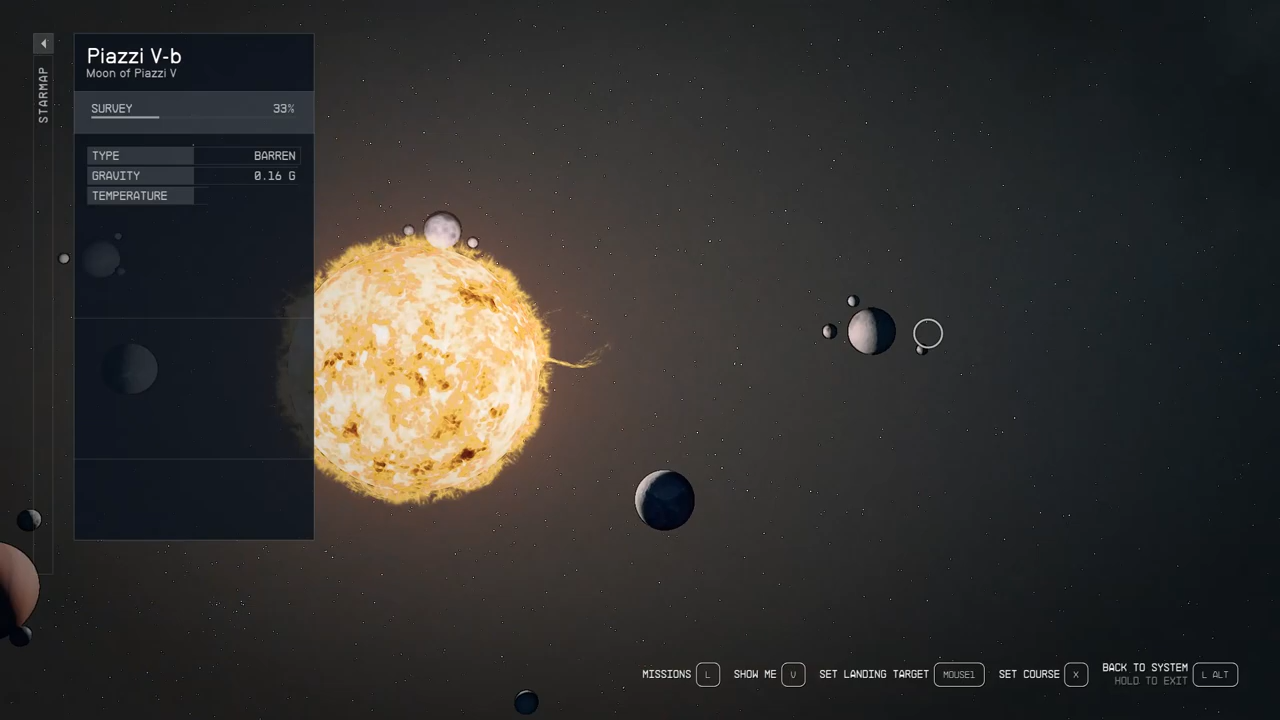 STARMAP
Piazzi V-b
Moon of Piazzi V
SURVEY 33%
TYPE BARREN
GRAVITY 0.16 G
TEMPERATURE
MISSIONS L
SHOW ME V
SET LANDING TARGET MOUSE1
SET COURSE X
BACK TO SYSTEM
HOLD TO EXIT
L ALT